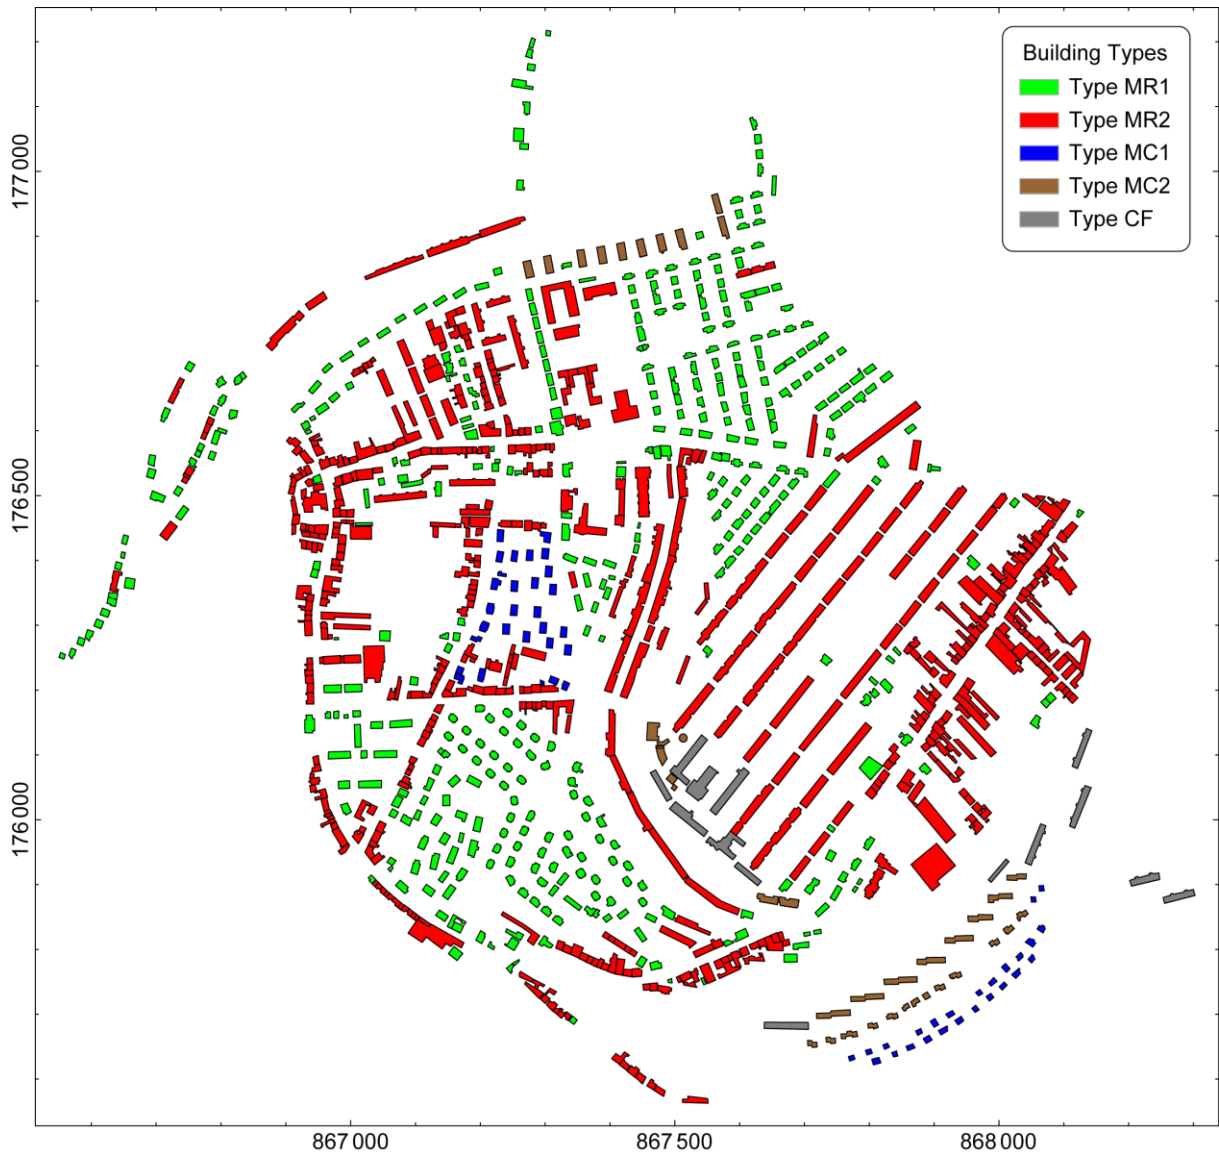 Building Types
Type MR1
Type MR2
Type MC1
Type MC2
Type CF
177 000
176 500
176 000
867 000
867 500
868 000